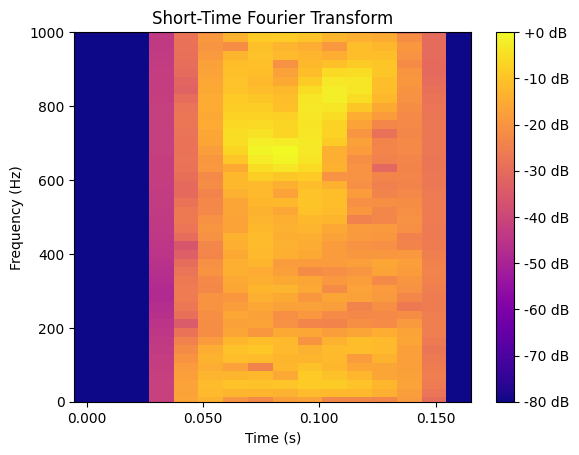 Short-Time Fourier Transform
1000
800
600
400
200
0
Frequency (Hz)
0.000
0.050
0.100
0.150
Time (s)
+0 dB
-10 dB
-20 dB
-30 dB
-40 dB
-50 dB
-60 dB
-70 dB
-80 dB